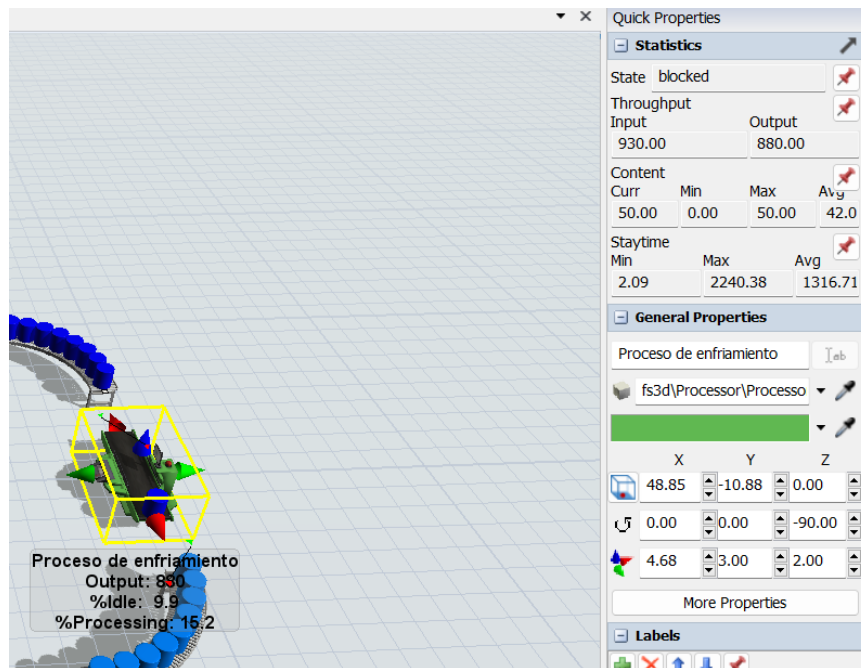 Quick Properties
Statistics
State blocked
Throughput
Input Output
930.00 880.00
Content
Curr Min Max Avg
50.00 0.00 50.00 42.0
Staytime
Min Max Avg
2.09 2240.38 1316.71
General Properties
Proceso de enfriamiento
fs3d\Processor\Processo
X Y Z
48.85 -10.88 0.00
0.00 0.00 -90.00
4.68 3.00 2.00
More Properties
Labels
Proceso de enfriamiento
Output: 880
%Idle: 9.9
%Processing: 15.2